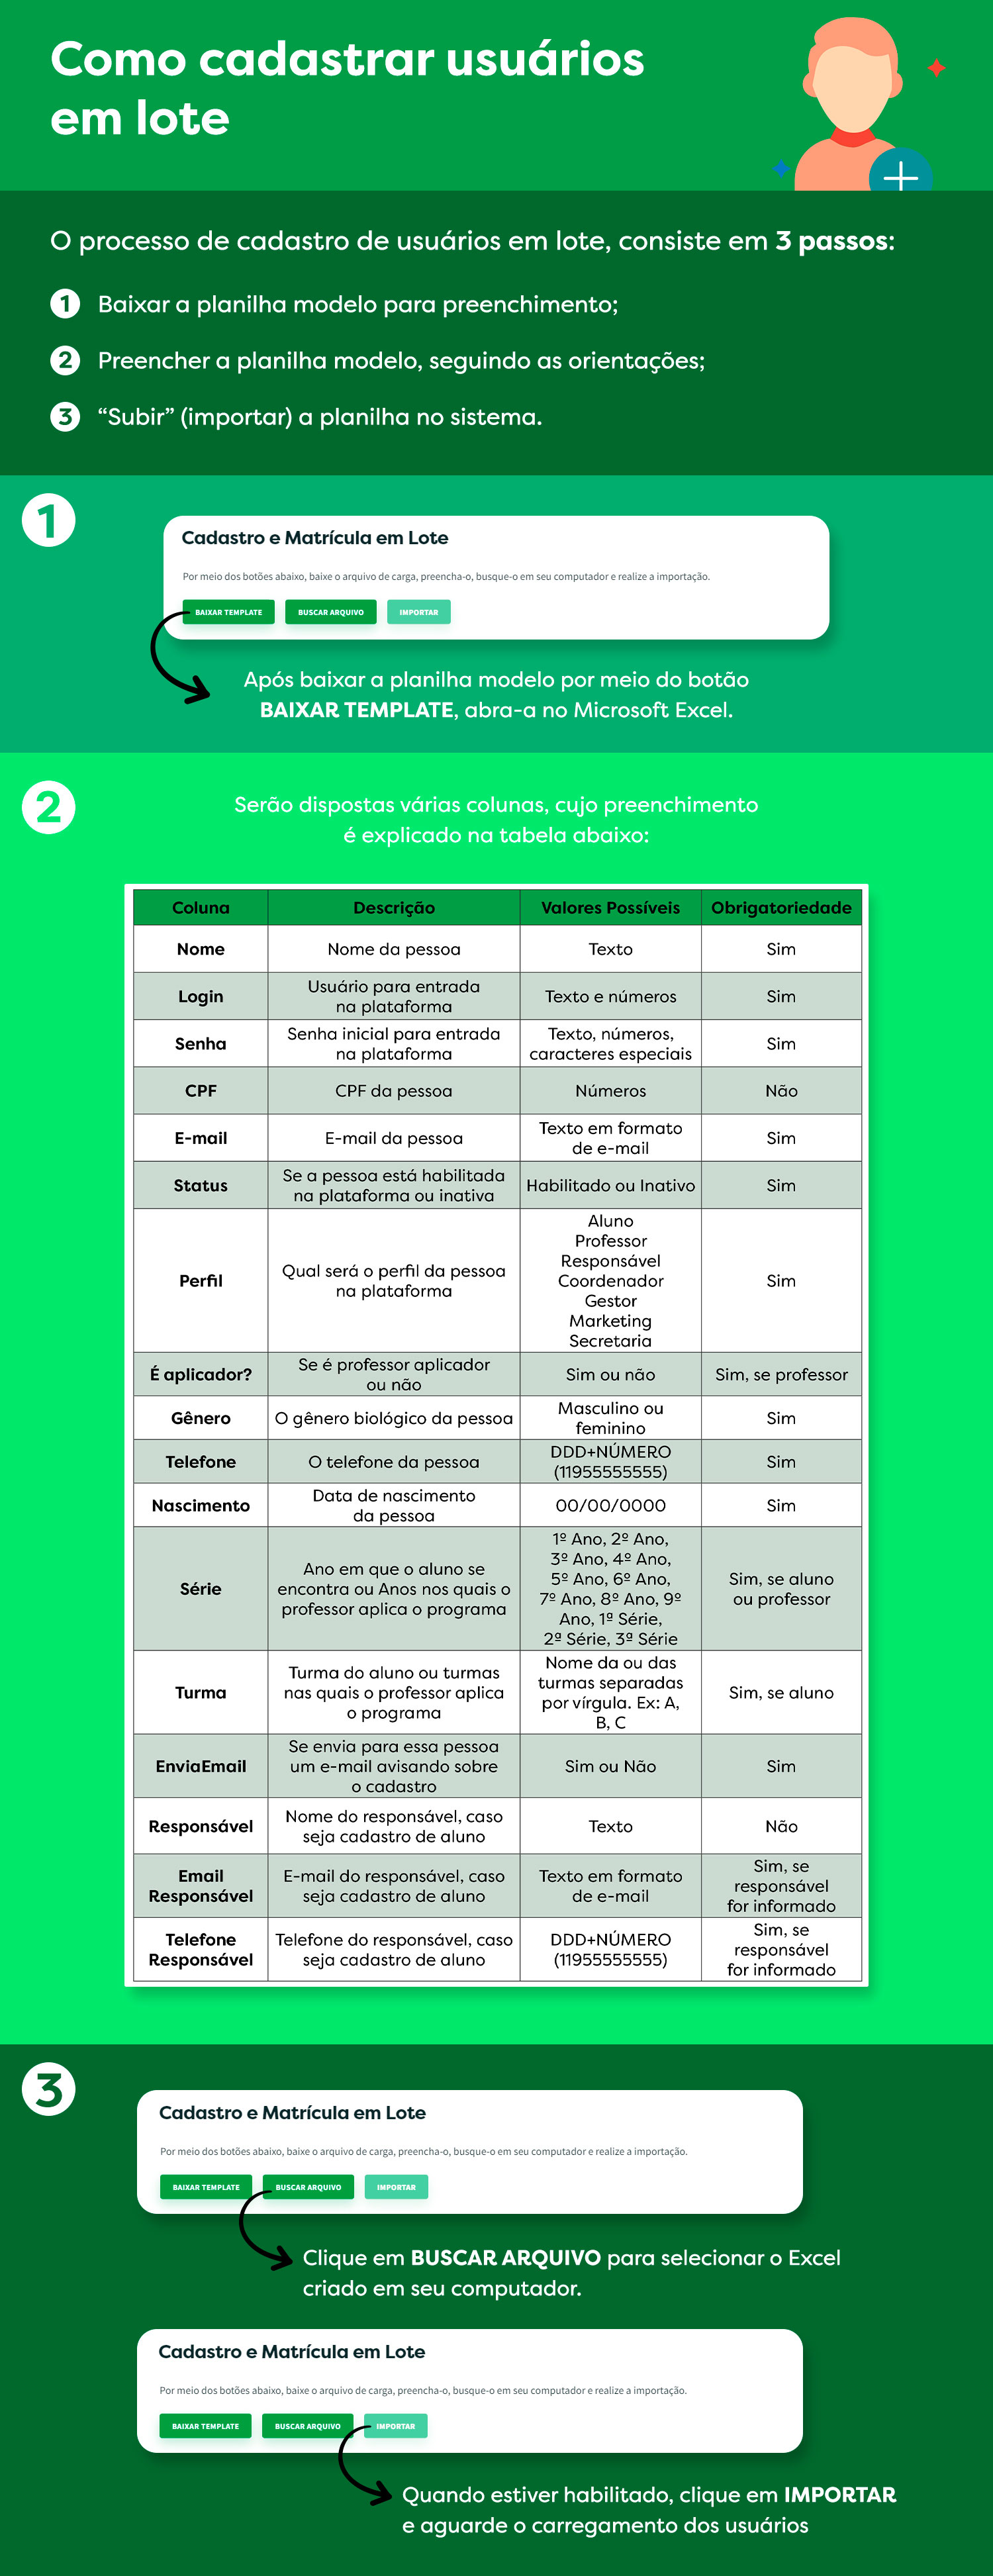 Como cadastrar usuários
em lote
O processo de cadastro de usuários em lote, consiste em 3 passos:
1 Baixar a planilha modelo para preenchimento;
2 Preencher a planilha modelo, seguindo as orientações;
3 “Subir” (importar) a planilha no sistema.
1
Cadastro e Matrícula em Lote
Por meio dos botões abaixo, baixe o arquivo de carga, preencha-o, busque-o em seu computador e realize a importação.
BAIXAR TEMPLATE BUSCAR ARQUIVO IMPORTAR
Após baixar a planilha modelo por meio do botão
BAIXAR TEMPLATE, abra-a no Microsoft Excel.
2
Serão dispostas várias colunas, cujo preenchimento
é explicado na tabela abaixo:
Coluna Descrição Valores Possíveis Obrigatoriedade
Nome Nome da pessoa Texto Sim
Login
Usuário para entrada
na plataforma
Texto e números
Sim
Senha
Senha inicial para entrada
na plataforma
Texto, números,
caracteres especiais
Sim
CPF CPF da pessoa Números Não
E-mail
E-mail da pessoa
Texto em formato
de e-mail
Sim
Status
Se a pessoa está habilitada
na plataforma ou inativa
Habilitado ou Inativo
Sim
Perfil
Qual será o perfil da pessoa
na plataforma
Aluno
Professor
Responsável
Coordenador
Gestor
Marketing
Secretaria
Sim
É aplicador?
Se é professor aplicador
ou não
Sim ou não
Sim, se professor
Gênero
O gênero biológico da pessoa
Masculino ou
feminino
Sim
Telefone
O telefone da pessoa
DDD+NÚMERO
(11955555555)
Sim
Nascimento
Data de nascimento
da pessoa
00/00/0000
Sim
Série
Ano em que o aluno se
encontra ou Anos nos quais o
professor aplica o programa
1º Ano, 2º Ano,
3º Ano, 4º Ano,
5º Ano, 6º Ano,
7º Ano, 8º Ano, 9º
Ano, 1ª Série,
2ª Série, 3ª Série
Sim, se aluno
ou professor
Turma
Turma do aluno ou turmas
nas quais o professor aplica
o programa
Nome da ou das
turmas separadas
por vírgula. Ex: A,
B, C
Sim, se aluno
EnviaEmail
Se envia para essa pessoa
um e-mail avisando sobre
o cadastro
Sim ou Não
Sim
Responsável
Nome do responsável, caso
seja cadastro de aluno
Texto
Não
Email
Responsável
E-mail do responsável, caso
seja cadastro de aluno
Texto em formato
de e-mail
Sim, se
responsável
for informado
Telefone
Responsável
Telefone do responsável, caso
seja cadastro de aluno
DDD+NÚMERO
(11955555555)
Sim, se
responsável
for informado
3
Cadastro e Matrícula em Lote
Por meio dos botões abaixo, baixe o arquivo de carga, preencha-o, busque-o em seu computador e realize a importação.
BAIXAR TEMPLATE BUSCAR ARQUIVO IMPORTAR
Clique em BUSCAR ARQUIVO para selecionar o Excel
criado em seu computador.
Cadastro e Matrícula em Lote
Por meio dos botões abaixo, baixe o arquivo de carga, preencha-o, busque-o em seu computador e realize a importação.
BAIXAR TEMPLATE BUSCAR ARQUIVO IMPORTAR
Quando estiver habilitado, clique em IMPORTAR
e aguarde o carregamento dos usuários